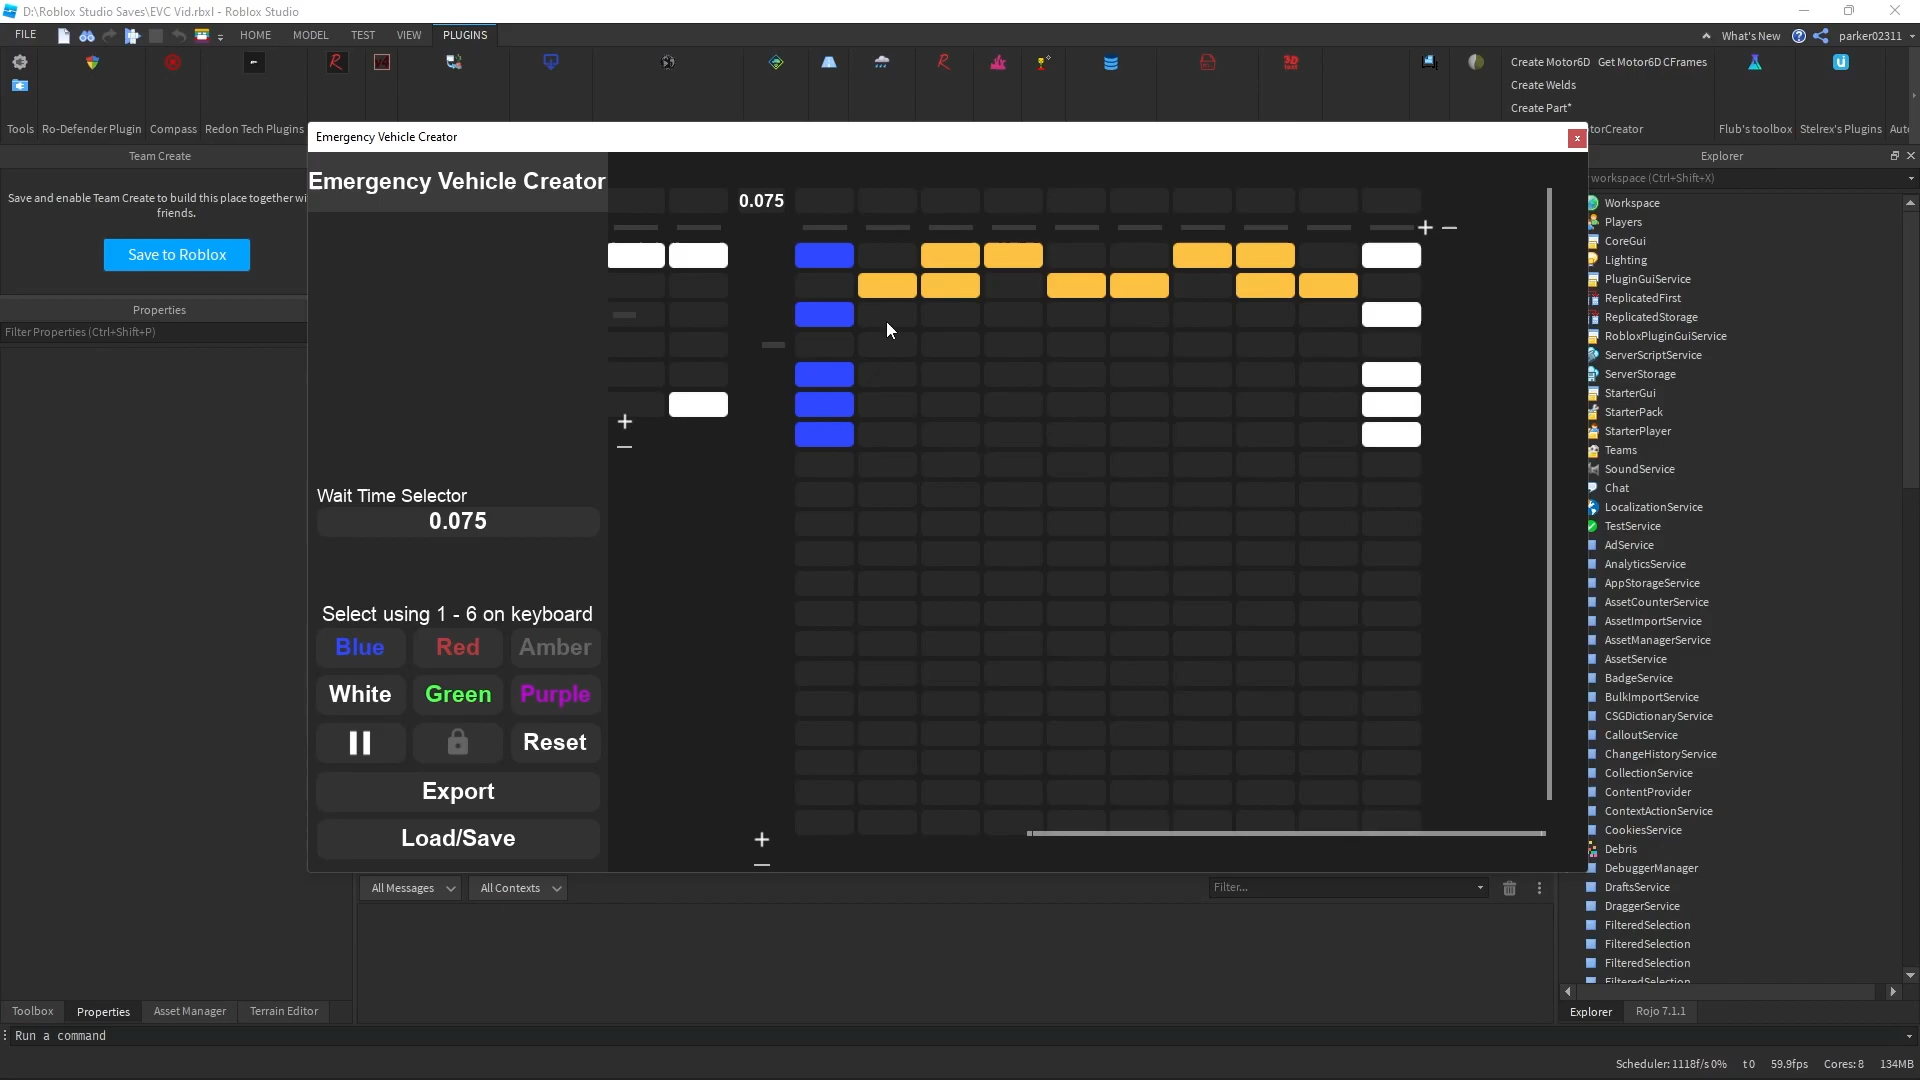 D:\Roblox Studio Saves\EVC Vid.rbxl - Roblox Studio
FILE
HOME
MODEL
TEST
VIEW
PLUGINS
What's New
parker02311
Create Motor6D
Get Motor6D CFrames
Create Welds
Create Part*
Tools
Ro-Defender Plugin
Compass
Redon Tech Plugins
torCreator
Flub's toolbox
Stelrex's Plugins
Aut
Team Create
Save and enable Team Create to build this place together wi
friends.
Save to Roblox
Properties
Filter Properties (Ctrl+Shift+P)
Emergency Vehicle Creator
Emergency Vehicle Creator
0.075
Wait Time Selector
0.075
Select using 1 - 6 on keyboard
Blue
Red
Amber
White
Green
Purple
Reset
Export
Load/Save
Explorer
workspace (Ctrl+Shift+X)
Workspace
Players
CoreGui
Lighting
PluginGuiService
ReplicatedFirst
ReplicatedStorage
RobloxPluginGuiService
ServerScriptService
ServerStorage
StarterGui
StarterPack
StarterPlayer
Teams
SoundService
Chat
LocalizationService
TestService
AdService
AnalyticsService
AppStorageService
AssetCounterService
AssetImportService
AssetManagerService
AssetService
BadgeService
BulkImportService
CSGDictionaryService
CalloutService
ChangeHistoryService
CollectionService
ContentProvider
ContextActionService
CookiesService
Debris
DebuggerManager
DraftsService
DraggerService
FilteredSelection
FilteredSelection
FilteredSelection
FilteredSelection
All Messages
All Contexts
Filter...
Toolbox
Properties
Asset Manager
Terrain Editor
Explorer
Rojo 7.1.1
Run a command
Scheduler: 1118f/s 0%
t0
59.9fps
Cores: 8
134MB